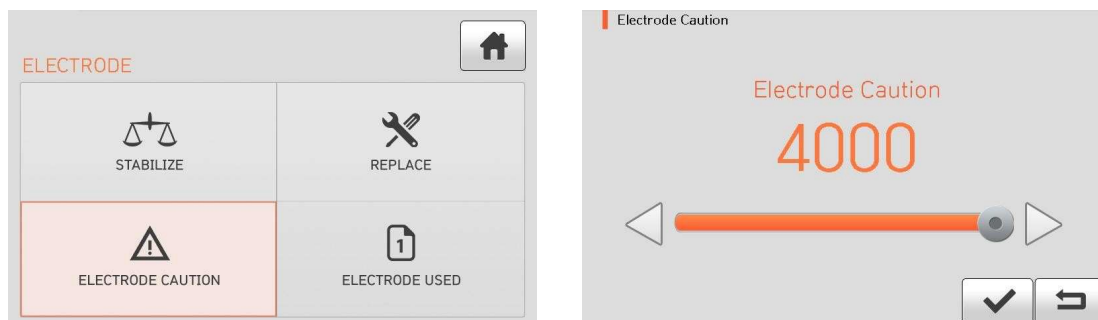 ELECTRODE
STABILIZE
REPLACE
ELECTRODE CAUTION
1
ELECTRODE USED
Electrode Caution
Electrode Caution
4000